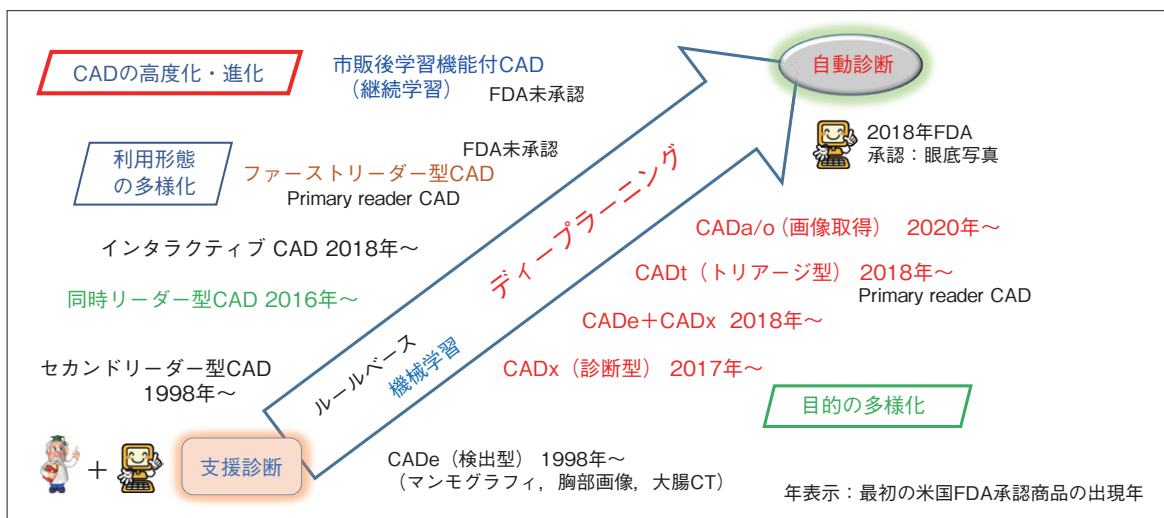 CADの高度化・進化
市販後学習機能付CAD
（継続学習）
FDA未承認
自動診断
2018年FDA
承認：眼底写真
利用形態
の多様化
FDA未承認
ファーストリーダー型CAD
Primary reader CAD
インタラクティブ CAD 2018年～
同時リーダー型CAD 2016年～
セカンドリーダー型CAD
1998年～
ルールベース
機械学習
ディープラーニング
CADa/o（画像取得） 2020年～
CADt（トリアージ型） 2018年～
Primary reader CAD
CADe＋CADx 2018年～
CADx（診断型） 2017年～
目的の多様化
＋
支援診断
CADe（検出型） 1998年～
（マンモグラフィ，胸部画像，大腸CT）
年表示：最初の米国FDA承認商品の出現年